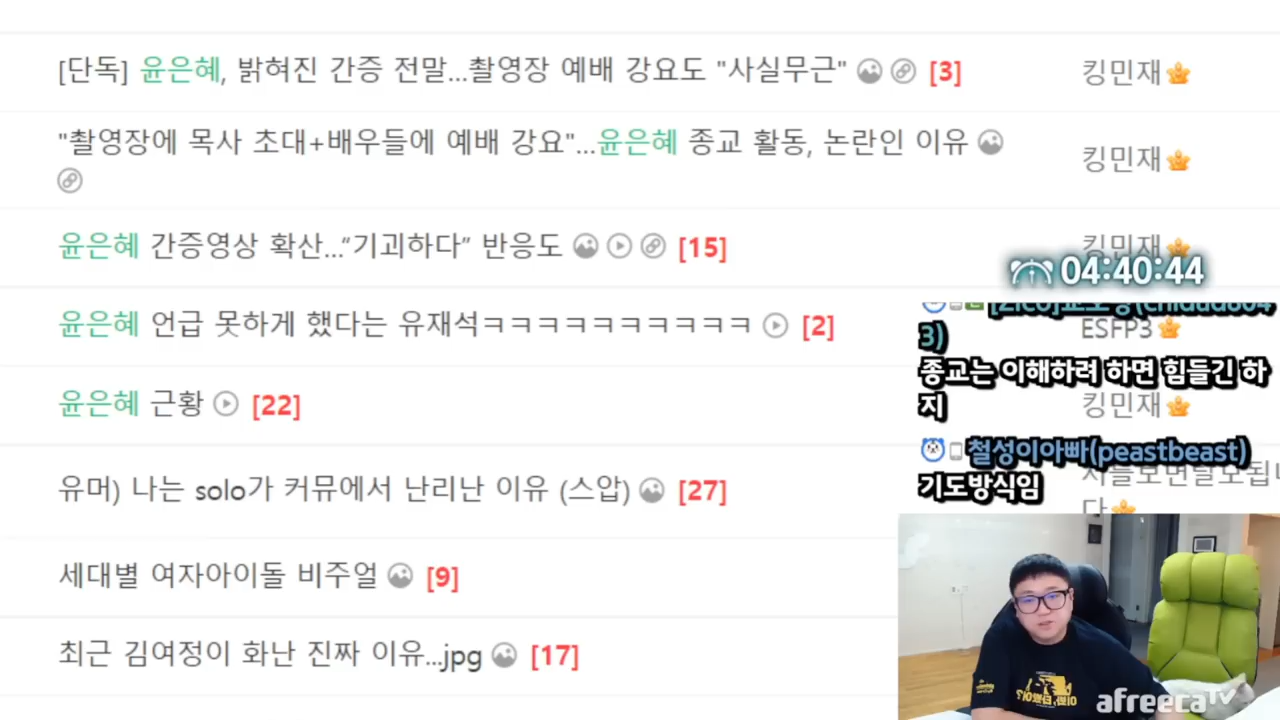 [단독] 윤은혜, 밝혀진 간증 전말...촬영장 예배 강요도 "사실무근" [3] 킹민재
"촬영장에 목사 초대+배우들에 예배 강요"...윤은혜 종교 활동, 논란인 이유 킹민재
윤은혜 간증영상 확산...“기괴하다” 반응도 [15] 킹민재
04:40:44
윤은혜 언급 못하게 했다는 유재석ㅋㅋㅋㅋㅋㅋㅋㅋㅋㅋ [2] ESFP3
3)
종교는 이해하려 하면 힘들긴 하
지
윤은혜 근황 [22] 킹민재
철성이아빠(peastbeast)
기도방식임
유머) 나는 solo가 커뮤에서 난리난 이유 (스압) [27]
다
세대별 여자아이돌 비주얼 [9]
최근 김여정이 화난 진짜 이유...jpg [17]
afreecaTV